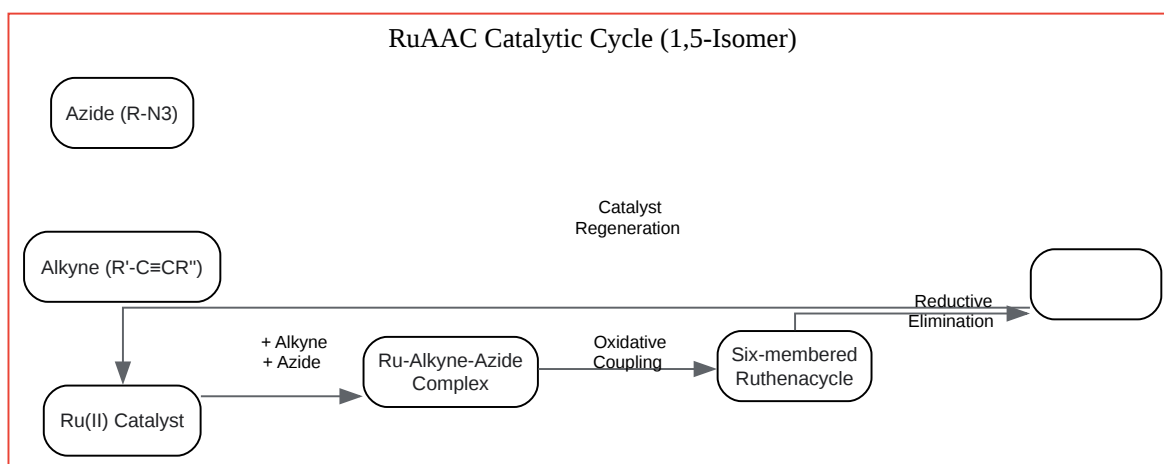 RuAAC Catalytic Cycle (1,5-Isomer)
Azide (R-N3)
Catalyst
Regeneration
Alkyne (R'-C≡CR")
Reductive
Elimination
+ Alkyne
+ Azide
Oxidative
Coupling
Ru-Alkyne-Azide
Complex
Six-membered
Ruthenacycle
Ru(II) Catalyst